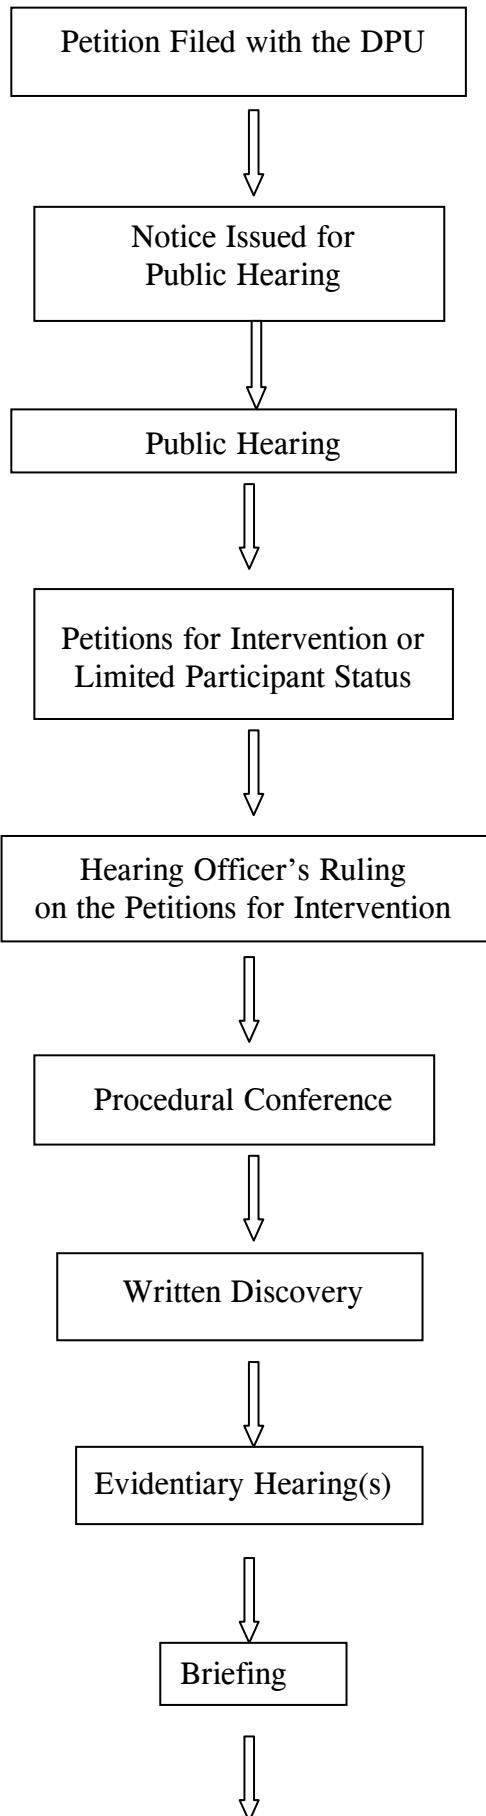 Petition Filed with the DPU
Notice Issued for
Public Hearing
Public Hearing
Petitions for Intervention or
Limited Participant Status
Hearing Officer's Ruling
on the Petitions for Intervention
Procedural Conference
Written Discovery
Evidentiary Hearing(s)
Briefing